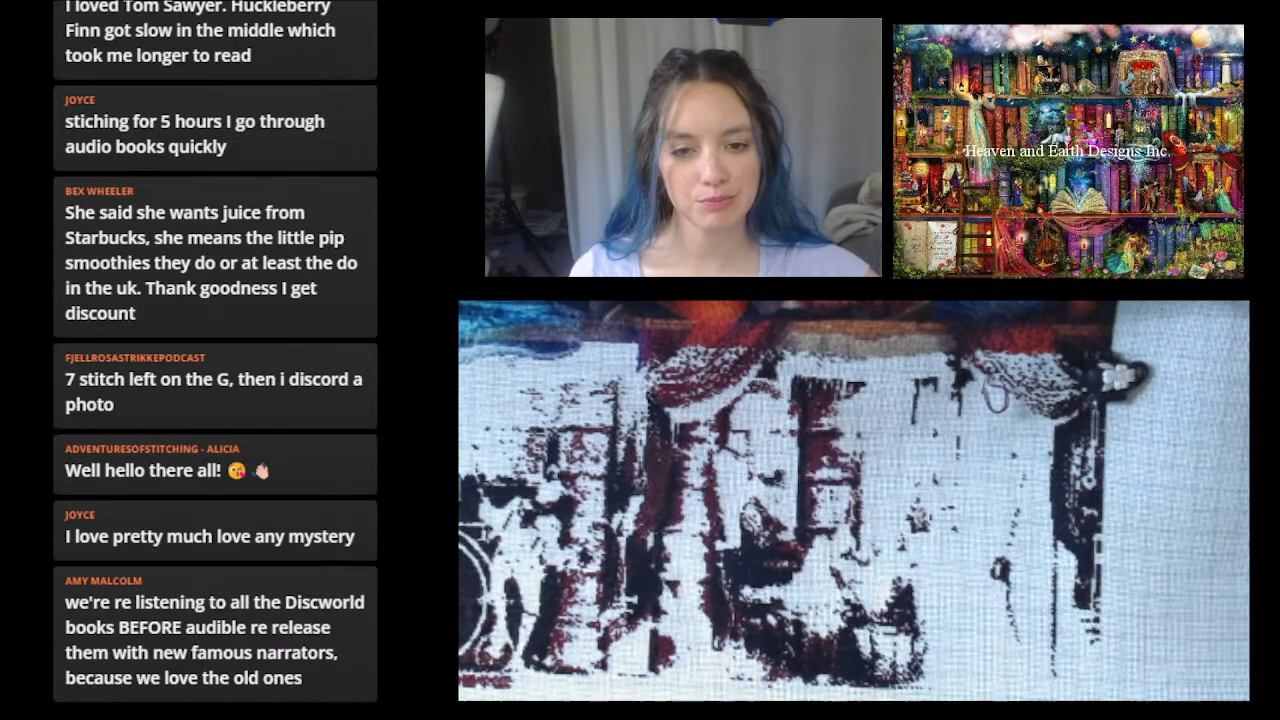 I loved Tom Sawyer. Huckleberry
Finn got slow in the middle which
took me longer to read
JOYCE
stiching for 5 hours I go through
audio books quickly
BEX WHEELER
She said she wants juice from
Starbucks, she means the little pip
smoothies they do or at least the do
in the uk. Thank goodness I get
discount
FJELLROSASTRIKKEPODCAST
7 stitch left on the G, then i discord a
photo
ADVENTURESOFSTITCHING - ALICIA
Well hello there all! 😘 👋🏻
JOYCE
I love pretty much love any mystery
AMY MALCOLM
we're re listening to all the Discworld
books BEFORE audible re release
them with new famous narrators,
because we love the old ones
Heaven and Earth Designs Inc.